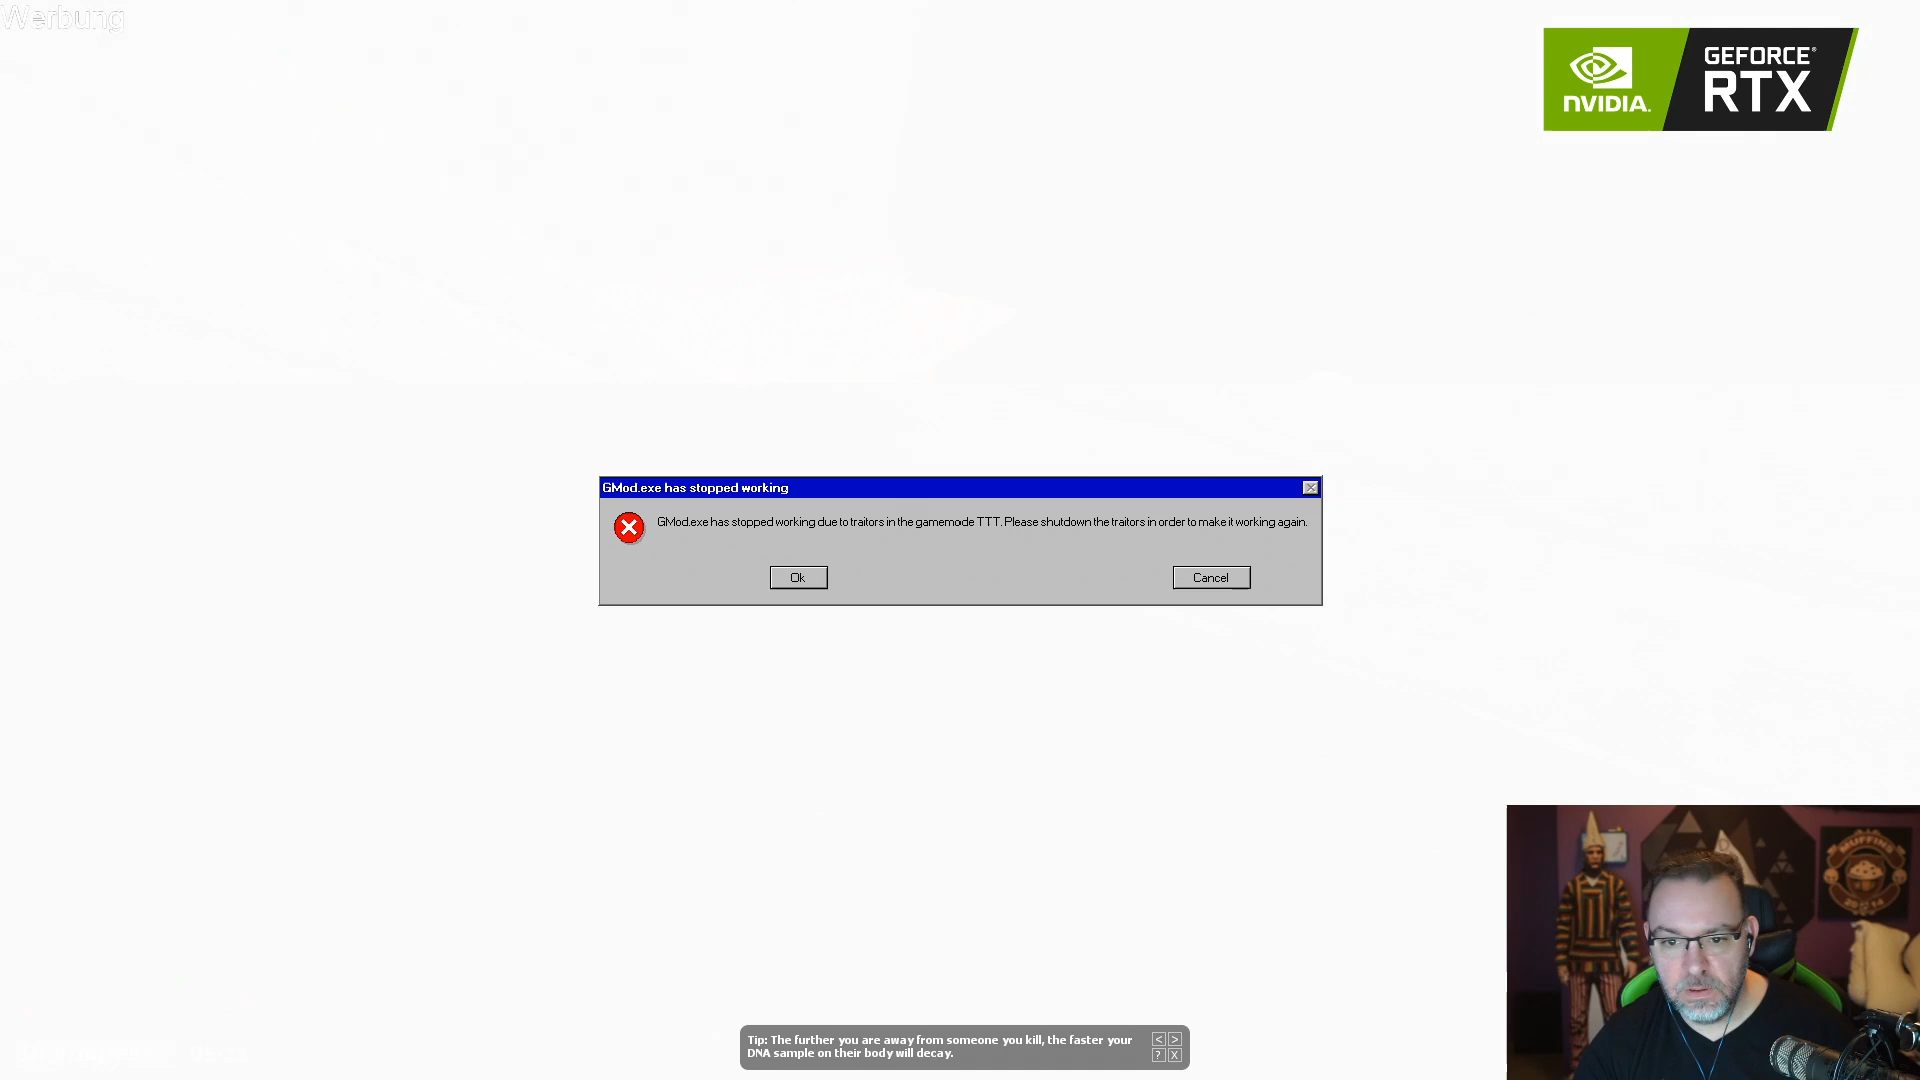 Werbung
NVIDIA.
GEFORCE®
RTX
GMod.exe has stopped working
GMod.exe has stopped working due to traitors in the gamemode TTT. Please shutdown the traitors in order to make it working again.
Ok
Cancel
MUFFINS
Tip: The further you are away from someone you kill, the faster your
DNA sample on their body will decay.
< >
? X